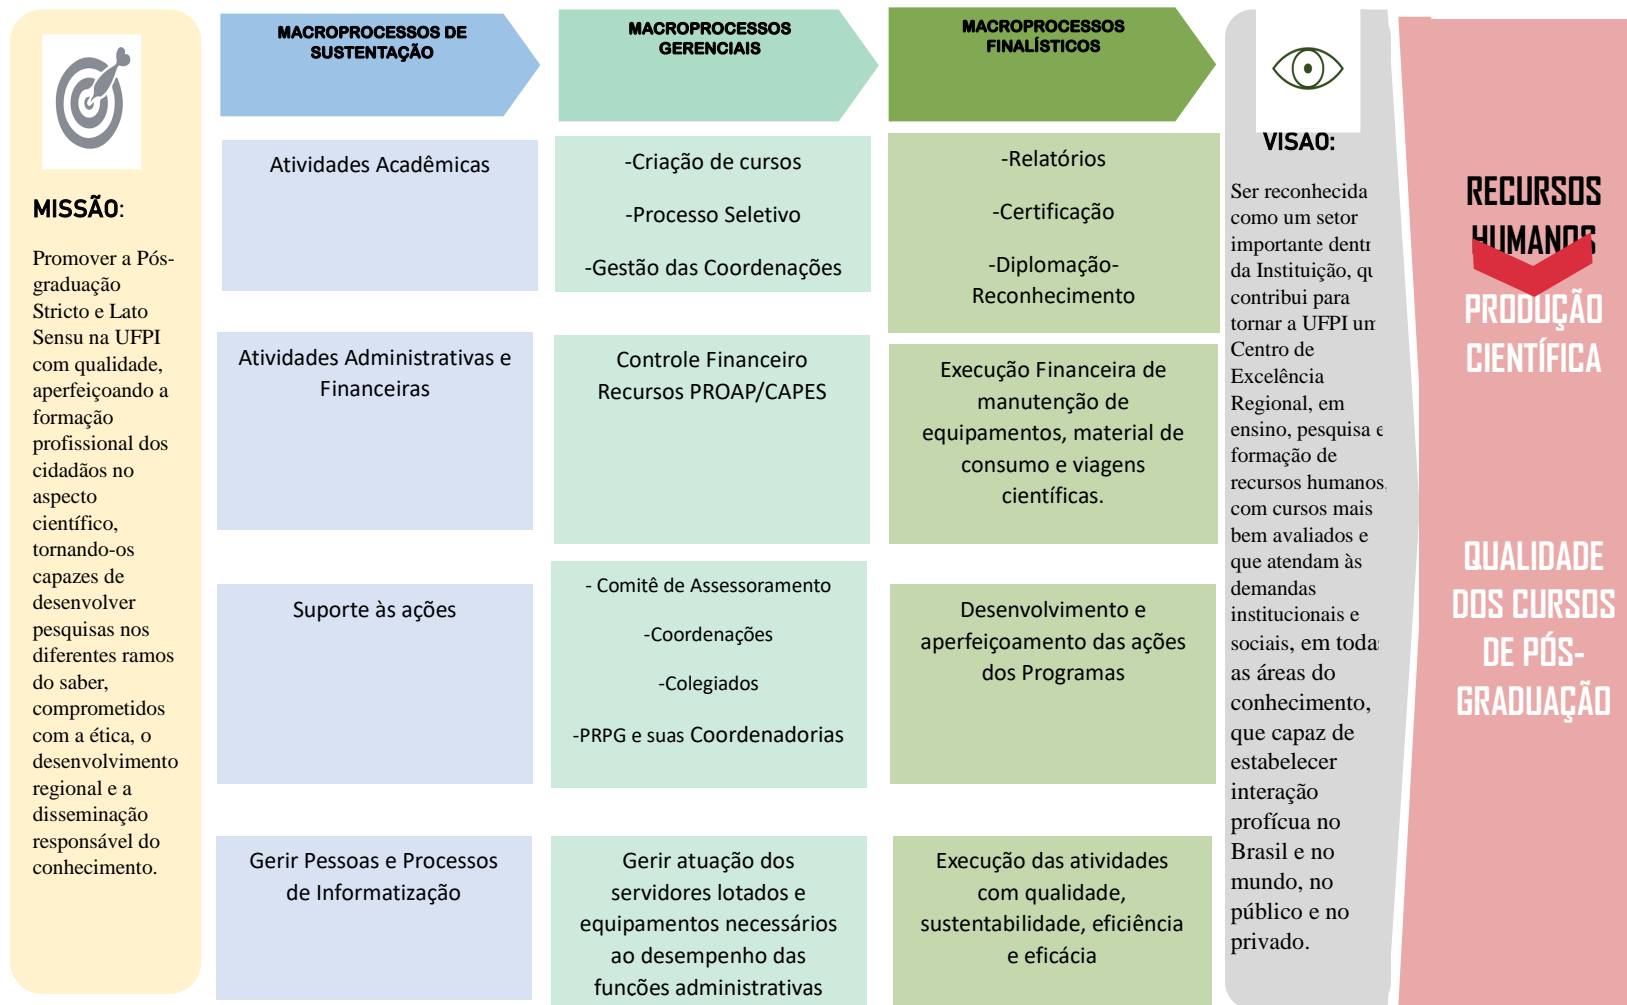 MISSÃO:
Promover a Pós-
graduação
Stricto e Lato
Sensu na UFPI
com qualidade,
aperfeiçoando a
formação
profissional dos
cidadãos no
aspecto
científico,
tornando-os
capazes de
desenvolver
pesquisas nos
diferentes ramos
do saber,
comprometidos
com a ética, o
desenvolvimento
regional e a
disseminação
responsável do
conhecimento.
MACROPROCESSOS DE
SUSTENTAÇÃO
Atividades Acadêmicas
Atividades Administrativas e
Financeiras
Suporte às ações
Gerir Pessoas e Processos
de Informatização
MACROPROCESSOS
GERENCIAIS
-Criação de cursos
-Processo Seletivo
-Gestão das Coordenações
Controle Financeiro
Recursos PROAP/CAPES
- Comitê de Assessoramento
-Coordenações
-Colegiados
-PRPG e suas Coordenadorias
Gerir atuação dos
servidores lotados e
equipamentos necessários
ao desempenho das
funções administrativas
MACROPROCESSOS
FINALÍSTICOS
-Relatórios
-Certificação
-Diplomação-
Reconhecimento
Execução Financeira de
manutenção de
equipamentos, material de
consumo e viagens
científicas.
Desenvolvimento e
aperfeiçoamento das ações
dos Programas
Execução das atividades
com qualidade,
sustentabilidade, eficiência
e eficácia
VISÃO:
Ser reconhecida
como um setor
importante dentr
da Instituição, qu
contribui para
tornar a UFPI um
Centro de
Excelência
Regional, em
ensino, pesquisa e
formação de
recursos humanos,
com cursos mais
bem avaliados e
que atendam às
demandas
institucionais e
sociais, em todas
as áreas do
conhecimento,
que capaz de
estabelecer
interação
profícua no
Brasil e no
mundo, no
público e no
privado.
RECURSOS
HUMANOS
PRODUÇÃO
CIENTÍFICA
QUALIDADE
DOS CURSOS
DE PÓS-
GRADUAÇÃO